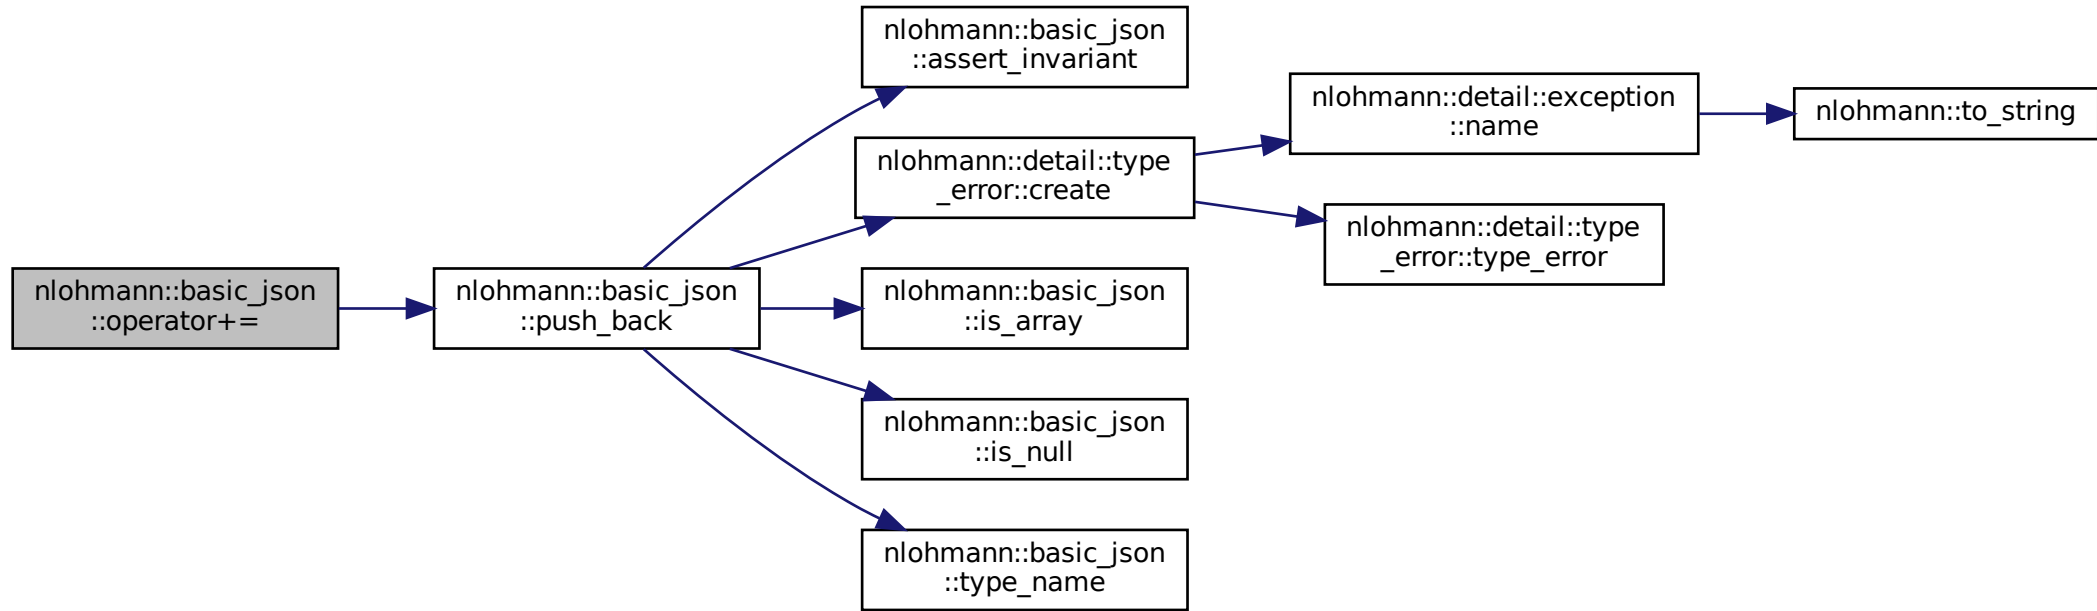 nlohmann::basic_json
::operator+=
nlohmann::basic_json
::push_back
nlohmann::basic_json
::assert_invariant
nlohmann::detail::type
_error::create
nlohmann::detail::exception
::name
nlohmann::to_string
nlohmann::detail::type
_error::type_error
nlohmann::basic_json
::is_array
nlohmann::basic_json
::is_null
nlohmann::basic_json
::type_name